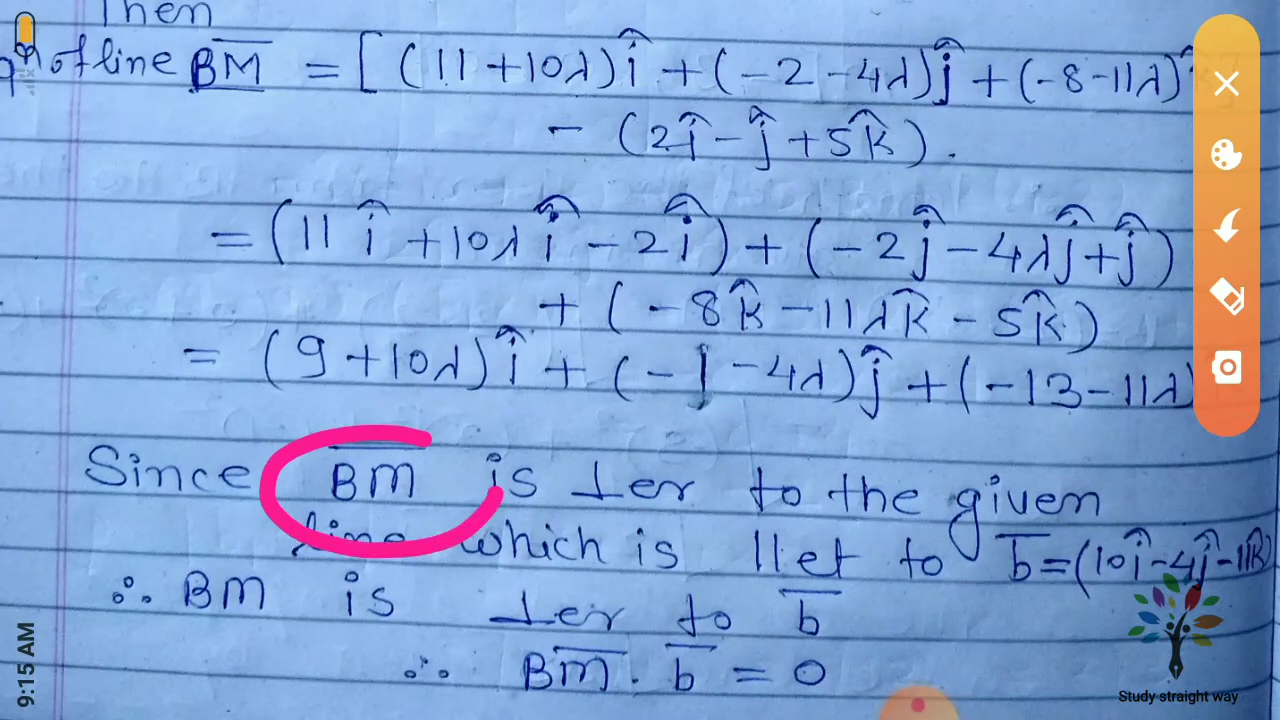 Then
of line BM = [(11+10λ)î + (-2-4λ)ĵ + (-8-11λ)
- (2ĵ - ĵ + 5k̂).
= (11î + 10λî - 2î) + (-2ĵ - 4λĵ + ĵ)
+ (-8k̂ - 11λk̂ - 5k̂)
= (9+10λ)î + (-1-4λ)ĵ + (-13-11λ)
Since BM is ⊥er to the given
line which is llet to b = (10î-4ĵ-11k̂)
∴ BM is ⊥er to b
∴ BM . b = 0
9:15 AM
Study straight way